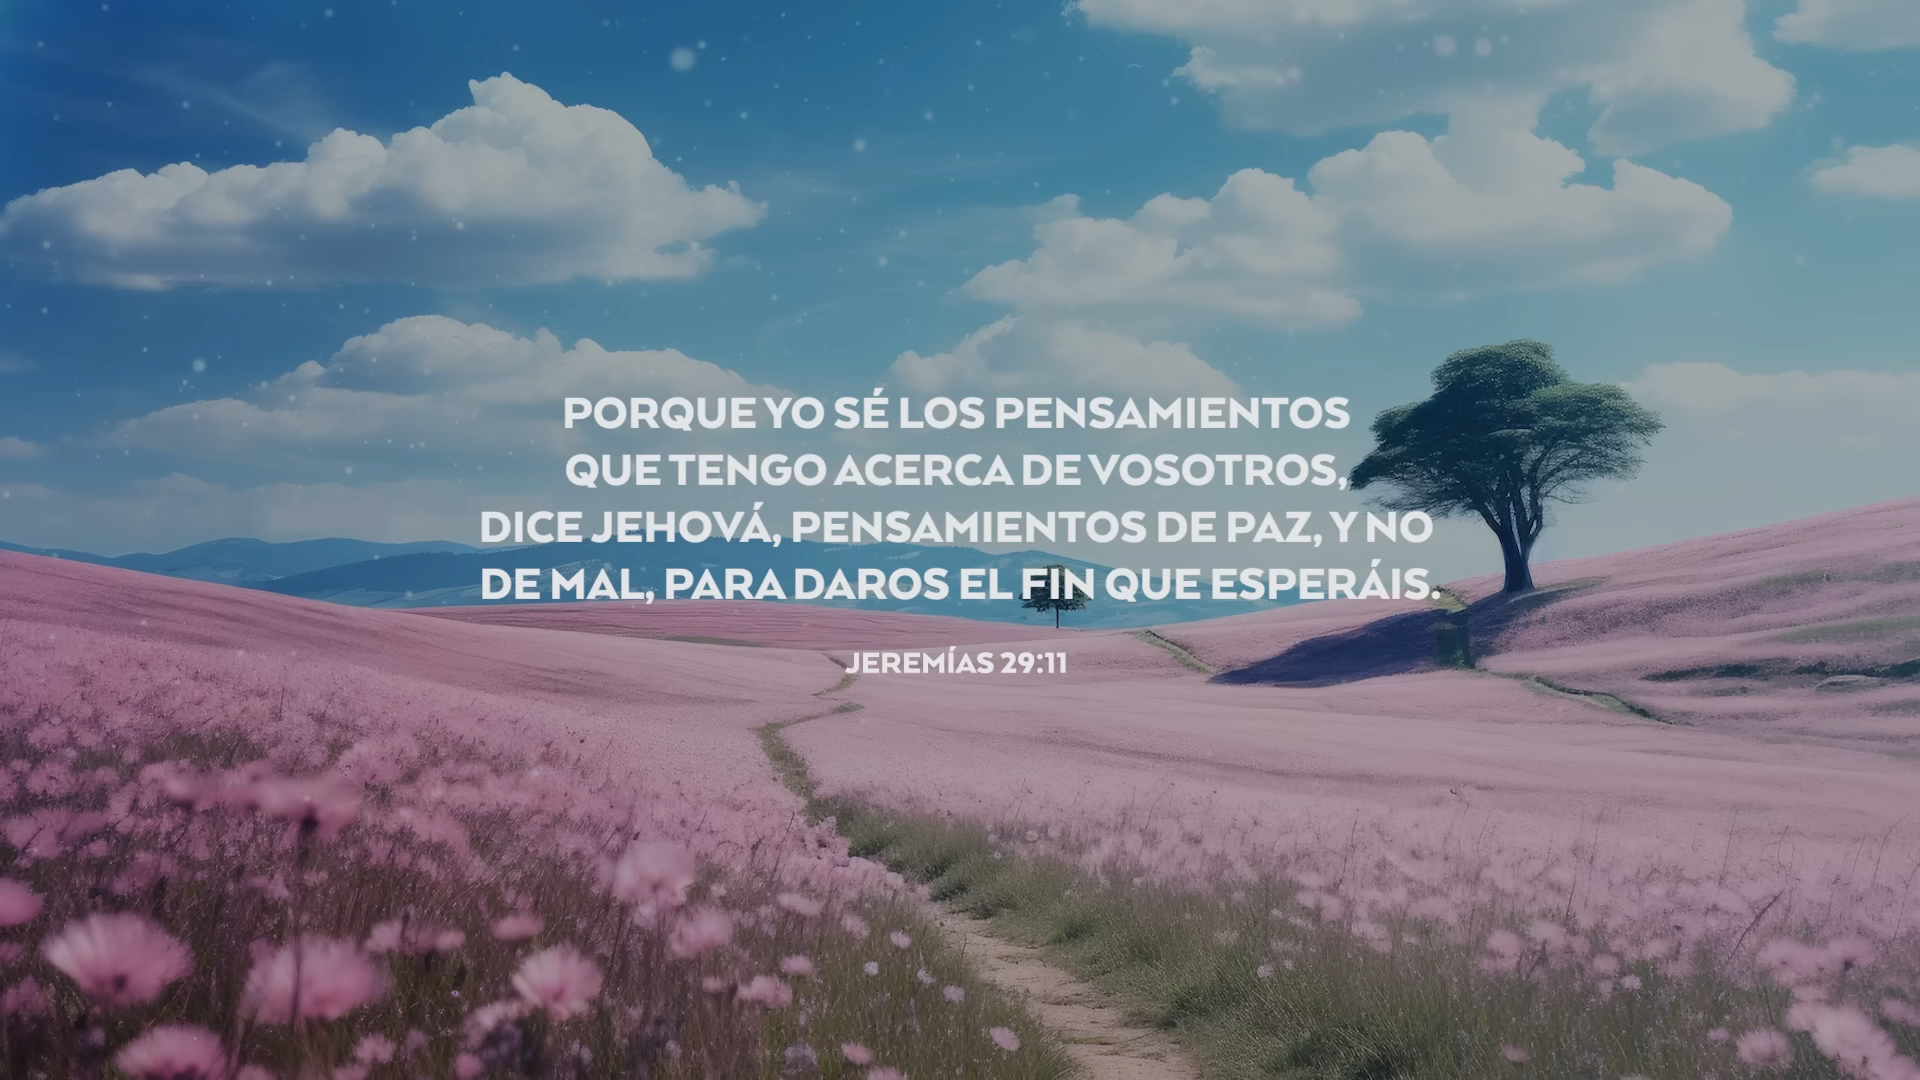 PORQUE YO SÉ LOS PENSAMIENTOS
QUE TENGO ACERCA DE VOSOTROS,
DICE JEHOVÁ, PENSAMIENTOS DE PAZ, Y NO
DE MAL, PARA DAROS EL FIN QUE ESPERÁIS.
JEREMÍAS 29:11